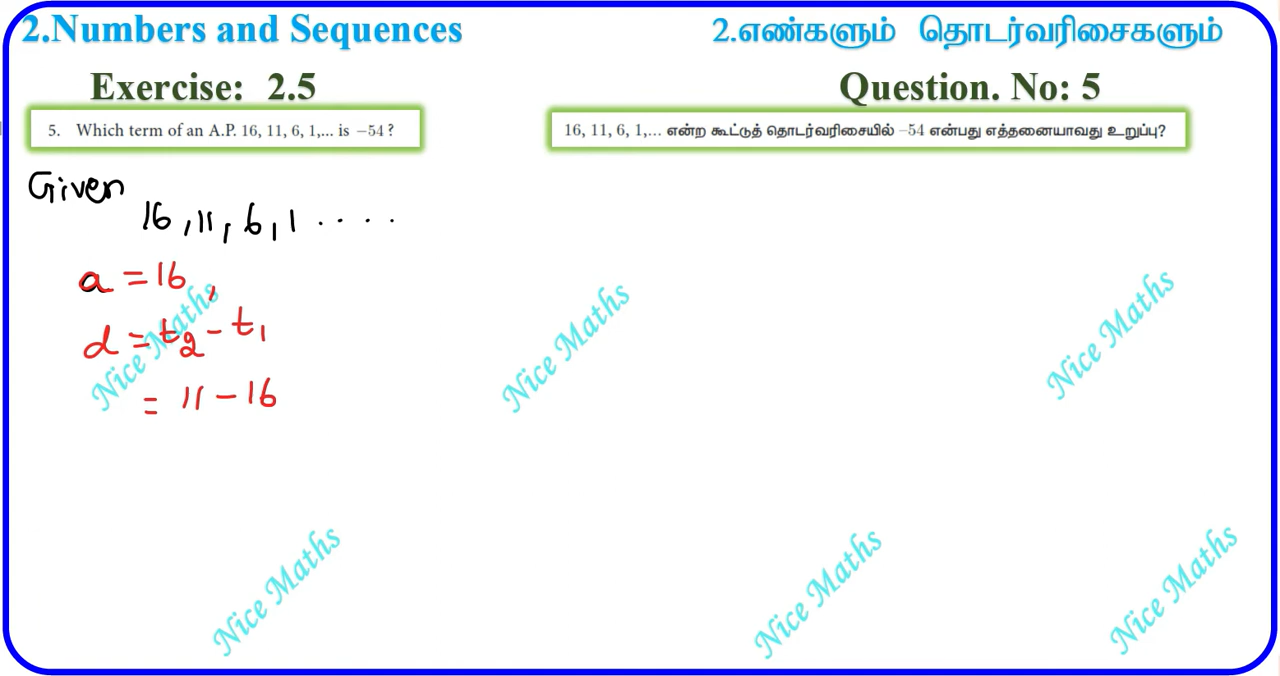 2.Numbers and Sequences
2.எண்களும் தொடர்வரிசைகளும்
Exercise: 2.5
Question. No: 5
5. Which term of an A.P. 16, 11, 6, 1,... is −54 ?
16, 11, 6, 1,... என்ற கூட்டுத் தொடர்வரிசையில் −54 என்பது எத்தனையாவது உறுப்பு?
Given
16 , 11 , 6 , 1 . . . .
a = 16 ,
d = t₂ − t₁
= 11 − 16
Nice Maths
Nice Maths
Nice Maths
Nice Maths
Nice Maths
Nice Maths